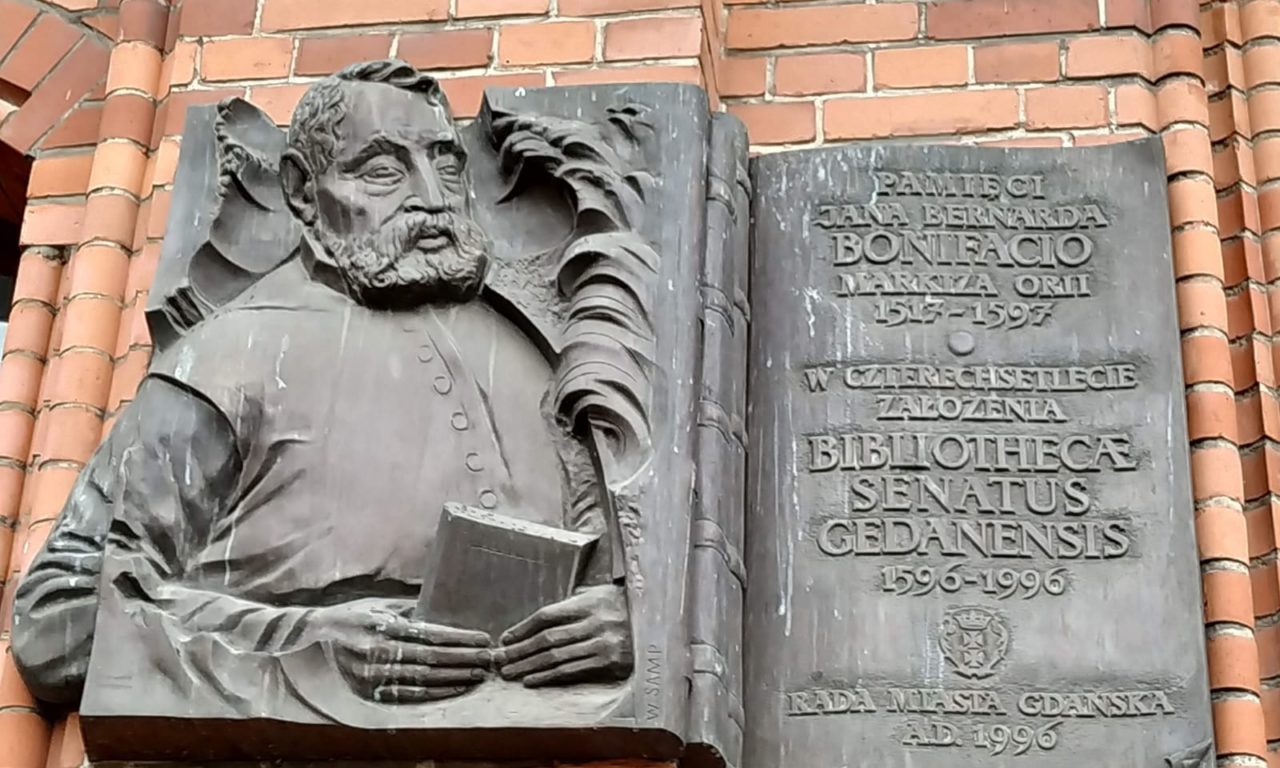 PAMIĘCI
JANA BERNARDA
BONIFACIO
MARKIZA ORII
1517-1597
W CZTERECHSETLECIE
ZAŁOŻENIA
BIBLIOTHECÆ
SENATUS
GEDANENSIS
1596-1996
RADA MIASTA GDAŃSKA
A.D. 1996
W. SAMP